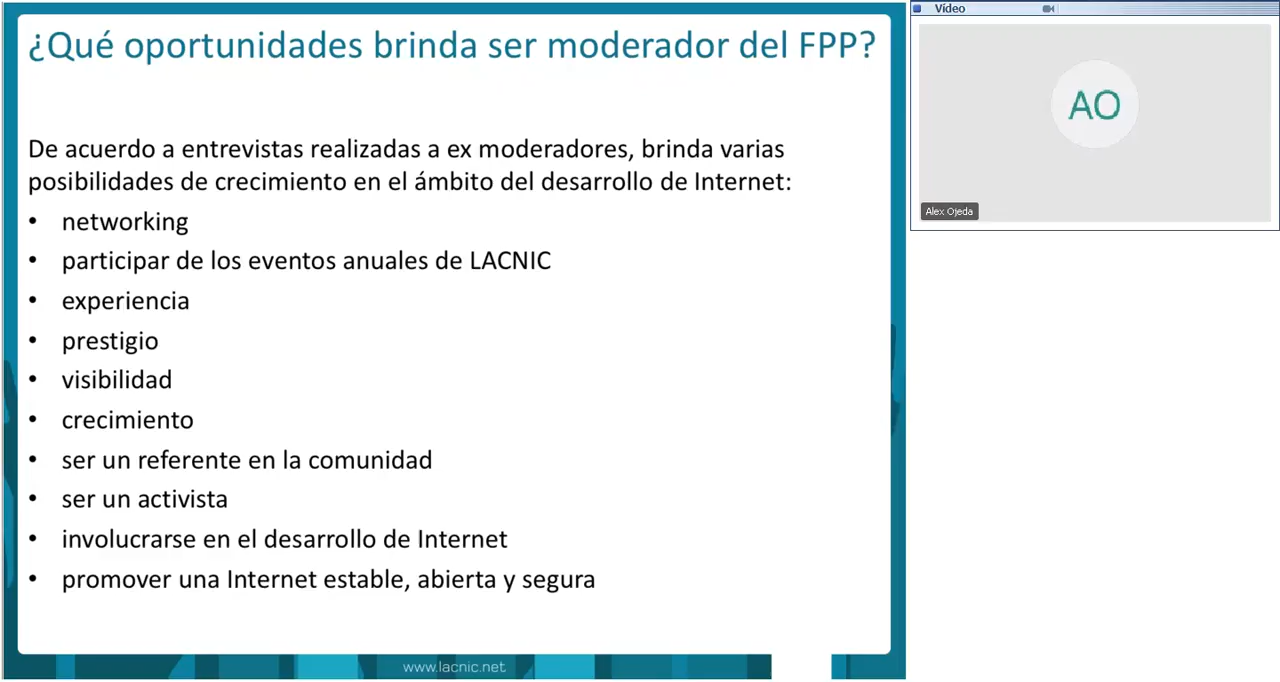 ¿Qué oportunidades brinda ser moderador del FPP?
De acuerdo a entrevistas realizadas a ex moderadores, brinda varias
posibilidades de crecimiento en el ámbito del desarrollo de Internet:
• networking
• participar de los eventos anuales de LACNIC
• experiencia
• prestigio
• visibilidad
• crecimiento
• ser un referente en la comunidad
• ser un activista
• involucrarse en el desarrollo de Internet
• promover una Internet estable, abierta y segura
www.lacnic.net
Vídeo
AO
Alex Ojeda